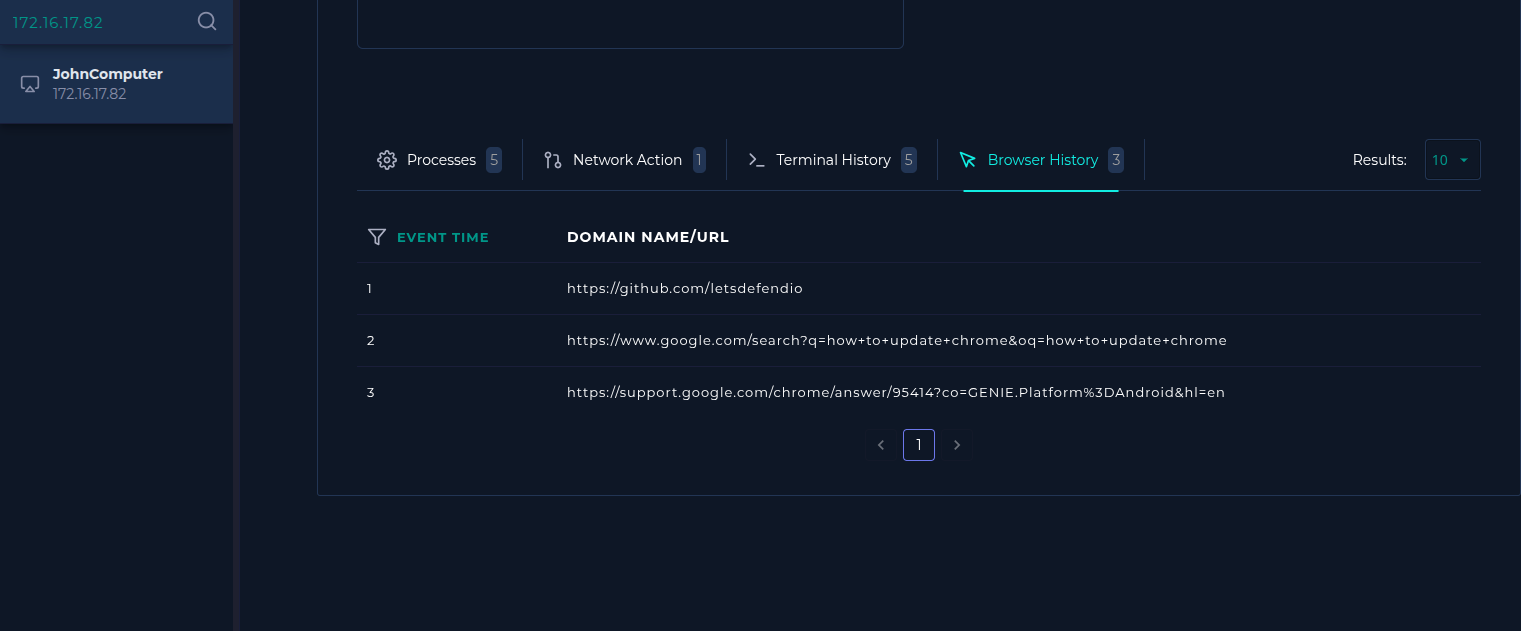 172.16.17.82
JohnComputer
172.16.17.82
Processes 5 Network Action 1 Terminal History 5 Browser History 3 Results: 10
EVENT TIME DOMAIN NAME/URL
1 https://github.com/letsdefendio
2 https://www.google.com/search?q=how+to+update+chrome&oq=how+to+update+chrome
3 https://support.google.com/chrome/answer/95414?co=GENIE.Platform%3DAndroid&hl=en
1